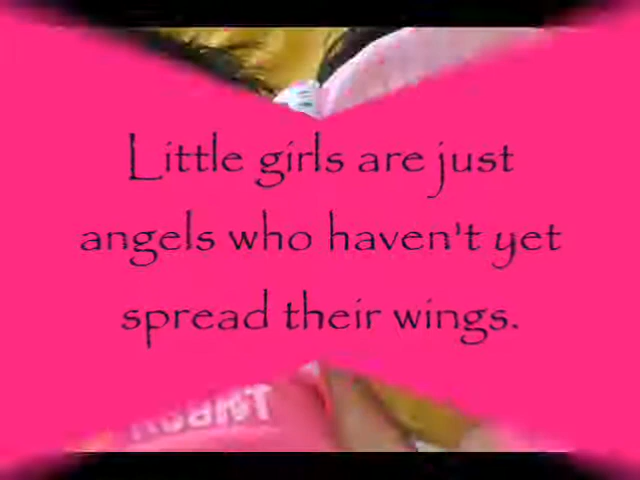 Little girls are just
angels who haven't yet
spread their wings.